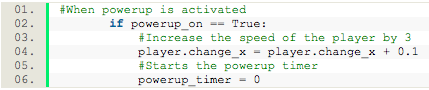 01. #When powerup is activated
02. if powerup_on == True:
03. #Increase the speed of the player by 3
04. player.change_x = player.change_x + 0.1
05. #Starts the powerup timer
06. powerup_timer = 0